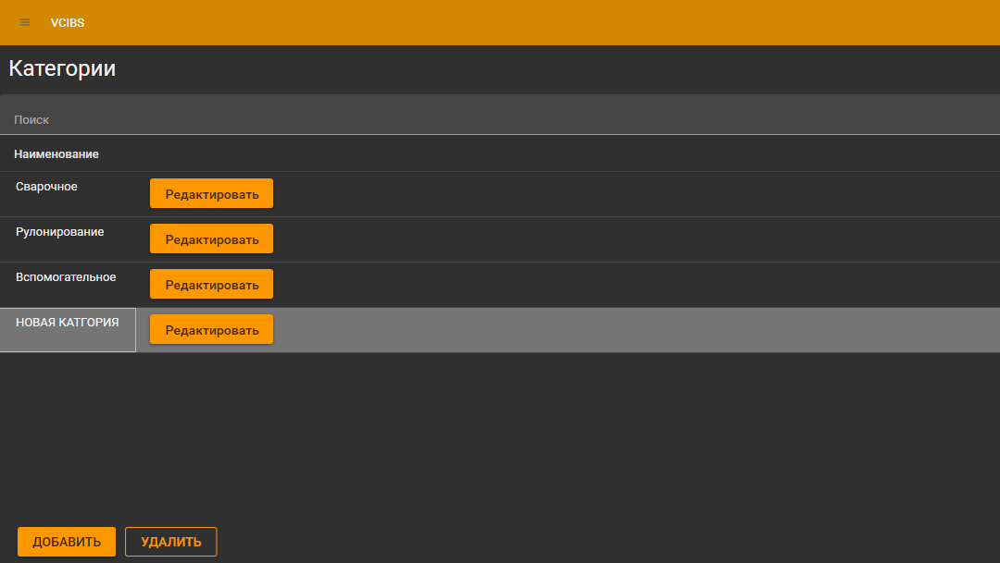 VCIBS
Категории
Поиск
Наименование
Сварочное Редактировать
Рулонирование Редактировать
Вспомогательное Редактировать
НОВАЯ КАТГОРИЯ Редактировать
ДОБАВИТЬ УДАЛИТЬ